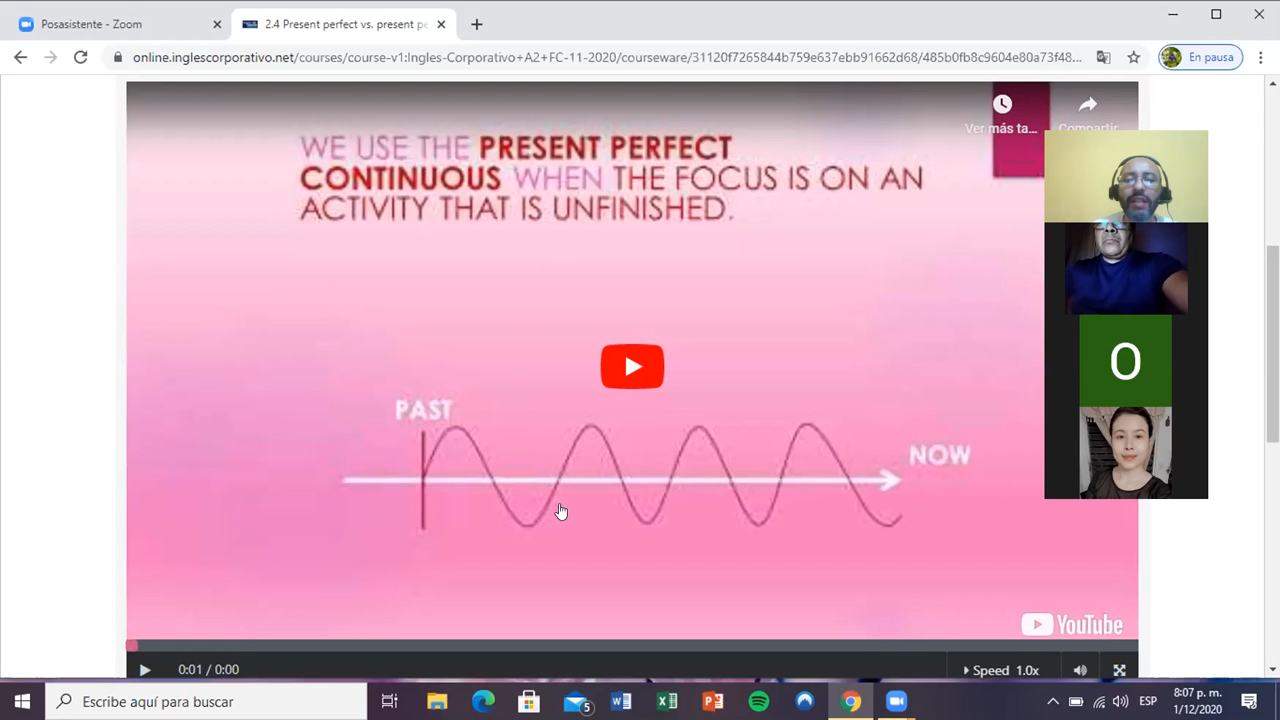 Posasistente - Zoom
2.4 Present perfect vs. present pe
online.inglescorporativo.net/courses/course-v1:Ingles-Corporativo+A2+FC-11-2020/courseware/31120f7265844b759e637ebb91662d68/485b0fb8c9604e80a73f48...
En pausa
Ver más ta...
Compartir
WE USE THE PRESENT PERFECT
CONTINUOUS WHEN THE FOCUS IS ON AN
ACTIVITY THAT IS UNFINISHED.
O
PAST
NOW
YouTube
0:01 / 0:00
Speed 1.0x
Escribe aquí para buscar
5
ESP
8:07 p. m.
1/12/2020